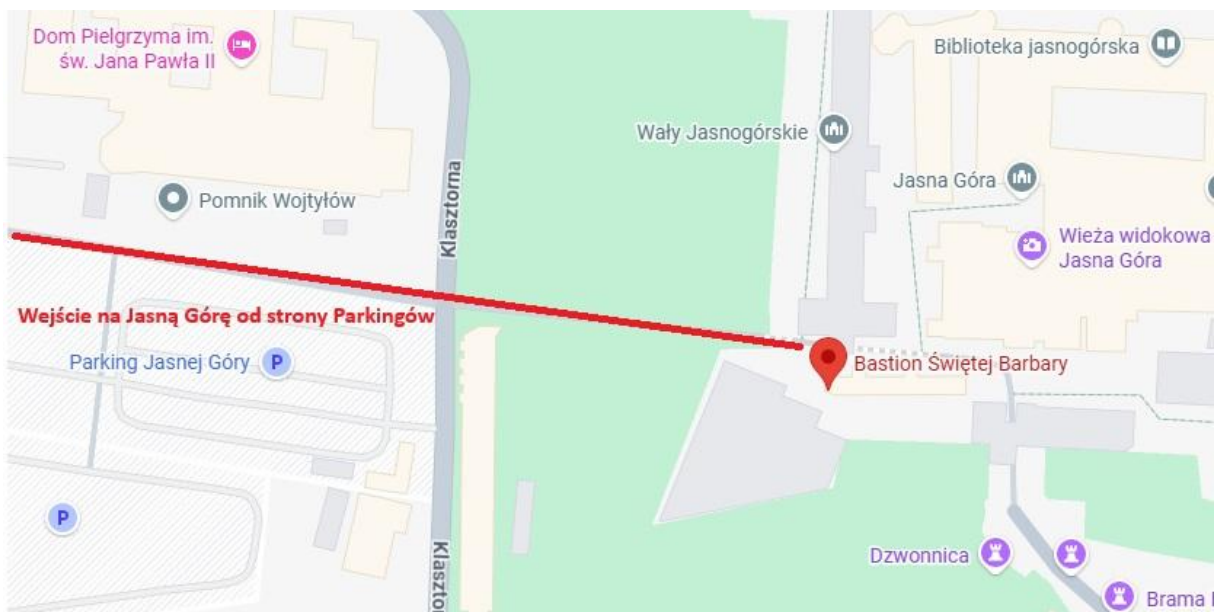 Dom Pielgrzyma im.
św. Jana Pawła II
Biblioteka jasnogórska
Wały Jasnogórskie
Jasna Góra
Pomnik Wojtyłów
Klasztorna
Wieża widokowa
Jasna Góra
Wejście na Jasną Górę od strony Parkingów
Parking Jasnej Góry
P
Bastion Świętej Barbary
P
Dzwonnica
Klaszto
Brama